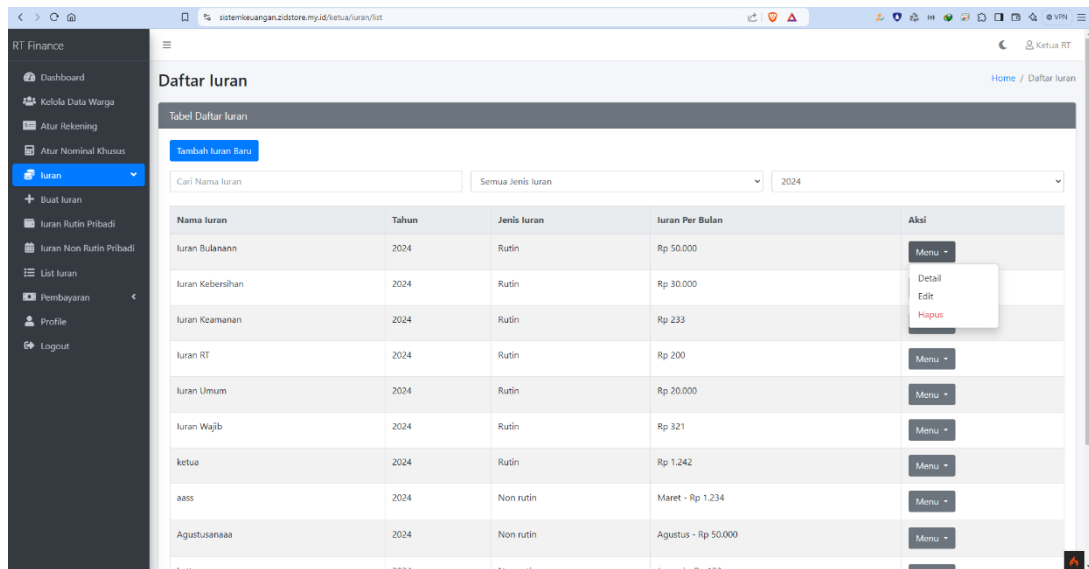 sistemkeuangan.zidstore.my.id/ketua/iuran/list
VPN
RT Finance
Ketua RT
Dashboard
Kelola Data Warga
Atur Rekening
Atur Nominal Khusus
Iuran
Buat Iuran
Iuran Rutin Pribadi
Iuran Non Rutin Pribadi
List Iuran
Pembayaran
Profile
Logout
Daftar Iuran
Home / Daftar Iuran
Tabel Daftar Iuran
Tambah Iuran Baru
Cari Nama Iuran Semua Jenis Iuran 2024
Nama Iuran Tahun Jenis Iuran Iuran Per Bulan Aksi
Iuran Bulanann 2024 Rutin Rp 50.000 Menu
Detail
Iuran Kebersihan 2024 Rutin Rp 30.000
Edit
Hapus
Iuran Keamanan 2024 Rutin Rp 233
Iuran RT 2024 Rutin Rp 200 Menu
Iuran Umum 2024 Rutin Rp 20.000 Menu
Iuran Wajib 2024 Rutin Rp 321 Menu
ketua 2024 Rutin Rp 1.242 Menu
aass 2024 Non rutin Maret - Rp 1.234 Menu
Agustusanaaa 2024 Non rutin Agustus - Rp 50.000 Menu